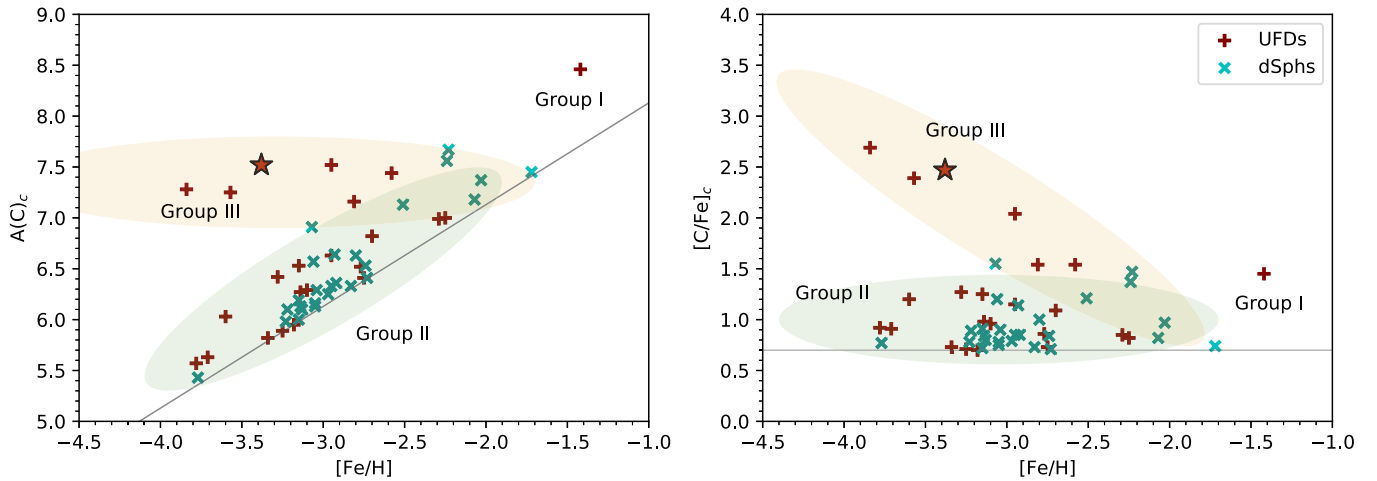 9.0
8.5
8.0
7.5
7.0
6.5
6.0
5.5
5.0
A(C)c
−4.5 −4.0 −3.5 −3.0 −2.5 −2.0 −1.5 −1.0
[Fe/H]
Group I
Group III
Group II
4.0
3.5
3.0
2.5
2.0
1.5
1.0
0.5
0.0
[C/Fe]c
−4.5 −4.0 −3.5 −3.0 −2.5 −2.0 −1.5 −1.0
[Fe/H]
UFDs
dSphs
Group III
Group II
Group I